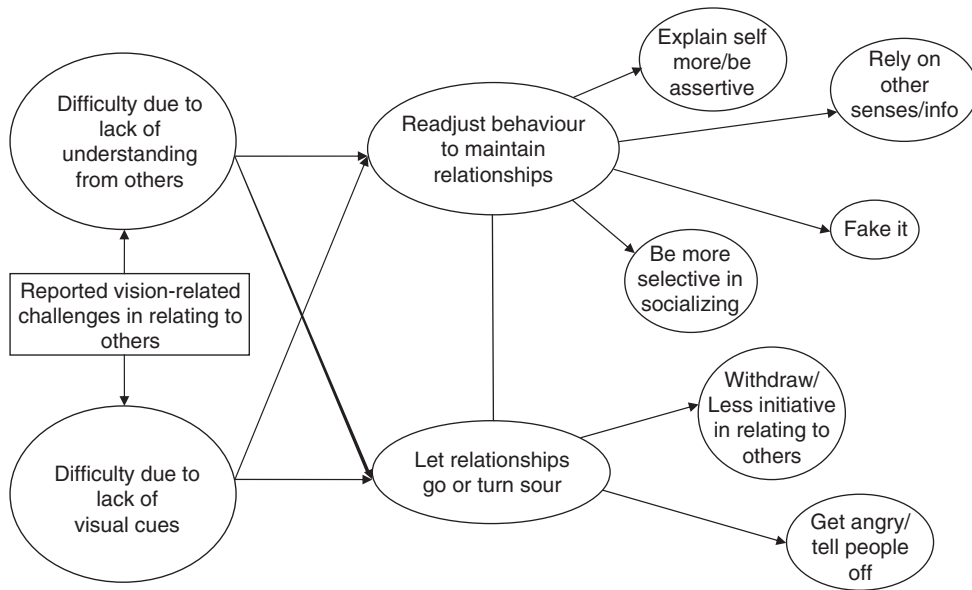 Difficulty due to
lack of
understanding
from others
Reported vision-related
challenges in relating to
others
Difficulty due to
lack of
visual cues
Readjust behaviour
to maintain
relationships
Let relationships
go or turn sour
Explain self
more/be
assertive
Rely on
other
senses/info
Fake it
Be more
selective in
socializing
Withdraw/
Less initiative
in relating to
others
Get angry/
tell people
off